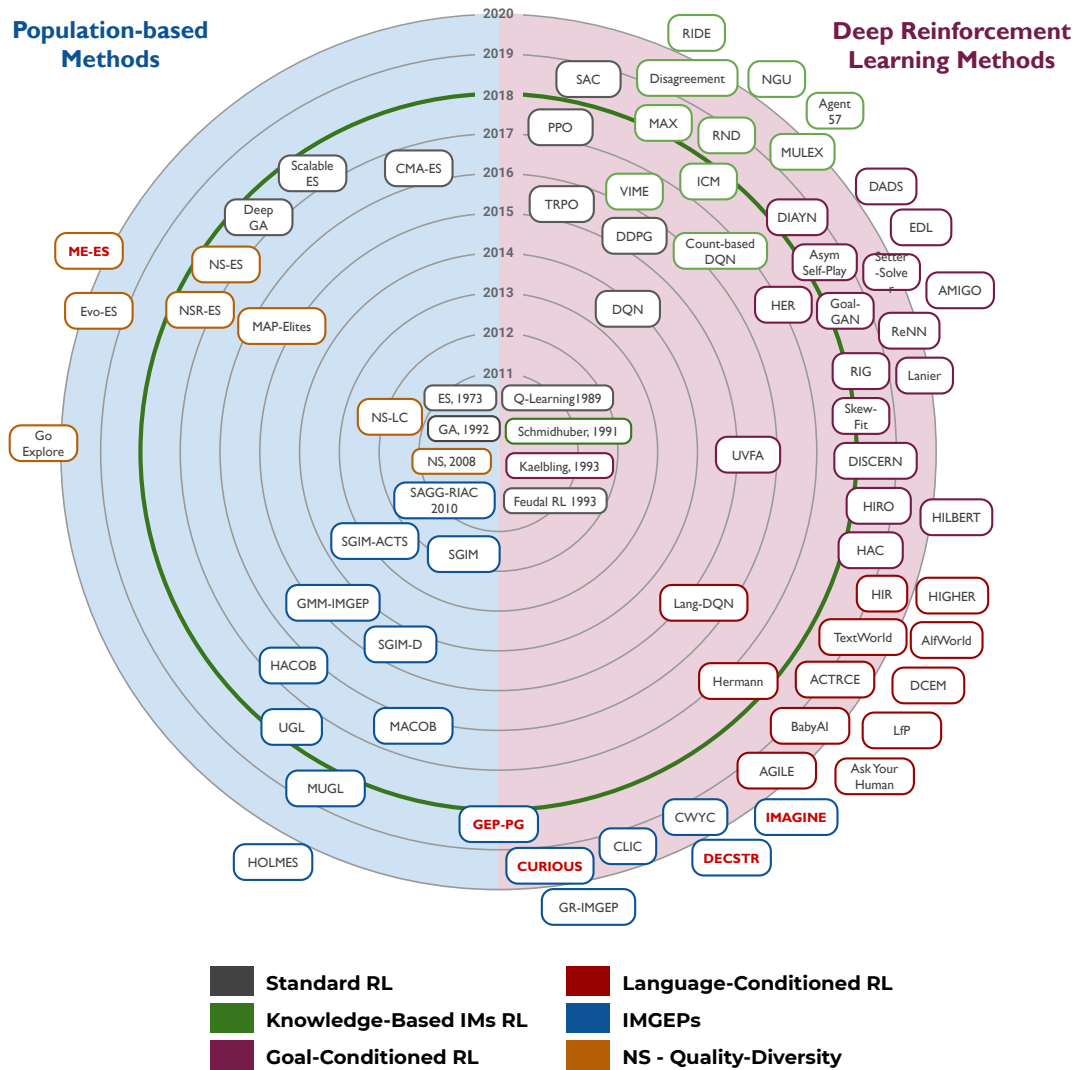 Population-based
Methods
Deep Reinforcement
Learning Methods
2020
2019
2018
2017
2016
2015
2014
2013
2012
2011
RIDE
SAC
Disagreement
NGU
Agent
57
PPO
MAX
RND
MULEX
Scalable
ES
CMA-ES
VIME
ICM
DADS
Deep
GA
TRPO
DIAYN
EDL
DDPG
Count-based
DQN
ME-ES
NS-ES
Asym
Self-Play
Setter
-Solve
r
AMIGO
Evo-ES
NSR-ES
MAP-Elites
DQN
HER
Goal-
GAN
ReNN
RIG
Lanier
NS-LC
ES, 1973
Q-Learning1989
Skew-
Fit
GA, 1992
Schmidhuber, 1991
Go
Explore
NS, 2008
Kaelbling, 1993
UVFA
DISCERN
SAGG-RIAC
2010
Feudal RL 1993
HIRO
HILBERT
SGIM-ACTS
SGIM
HAC
GMM-IMGEP
Lang-DQN
HIR
HIGHER
SGIM-D
TextWorld
AlfWorld
HACOB
Hermann
ACTRCE
DCEM
UGL
MACOB
BabyAI
LfP
MUGL
AGILE
Ask Your
Human
GEP-PG
CWYC
IMAGINE
HOLMES
CURIOUS
CLIC
DECSTR
GR-IMGEP
Standard RL
Knowledge-Based IMs RL
Goal-Conditioned RL
Language-Conditioned RL
IMGEPs
NS - Quality-Diversity